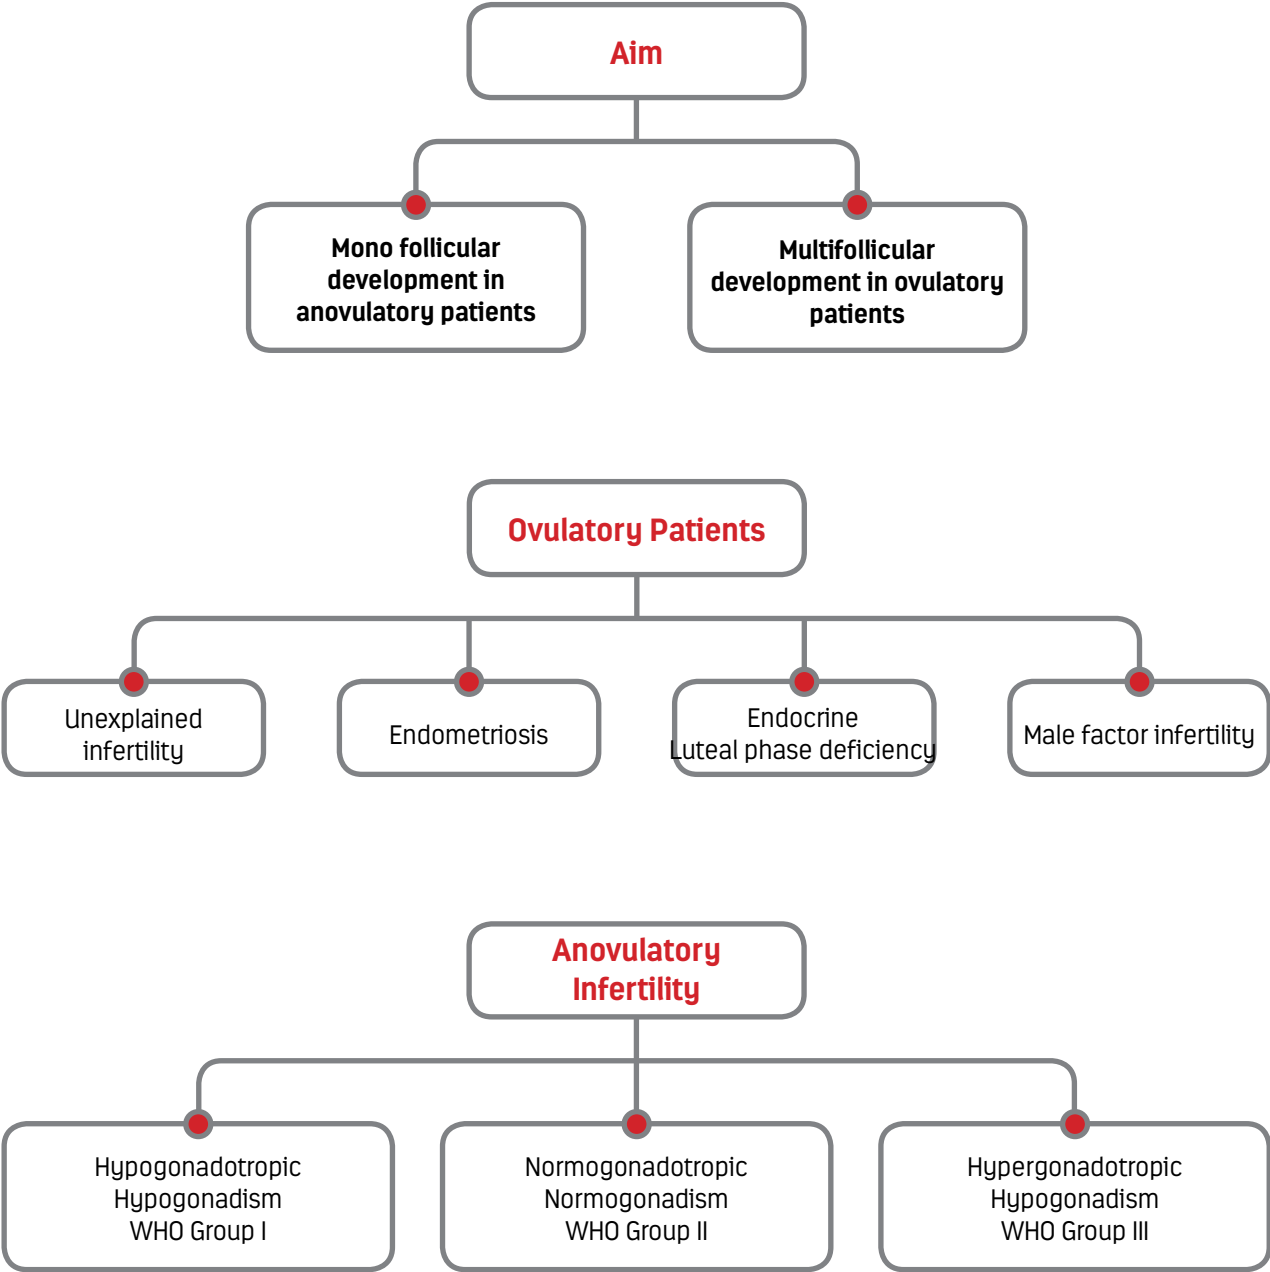 Aim
Mono follicular
development in
anovulatory patients
Multifollicular
development in ovulatory
patients
Ovulatory Patients
Unexplained
infertility
Endometriosis
Endocrine
Luteal phase deficiency
Male factor infertility
Anovulatory
Infertility
Hypogonadotropic
Hypogonadism
WHO Group I
Normogonadotropic
Normogonadism
WHO Group II
Hypergonadotropic
Hypogonadism
WHO Group III